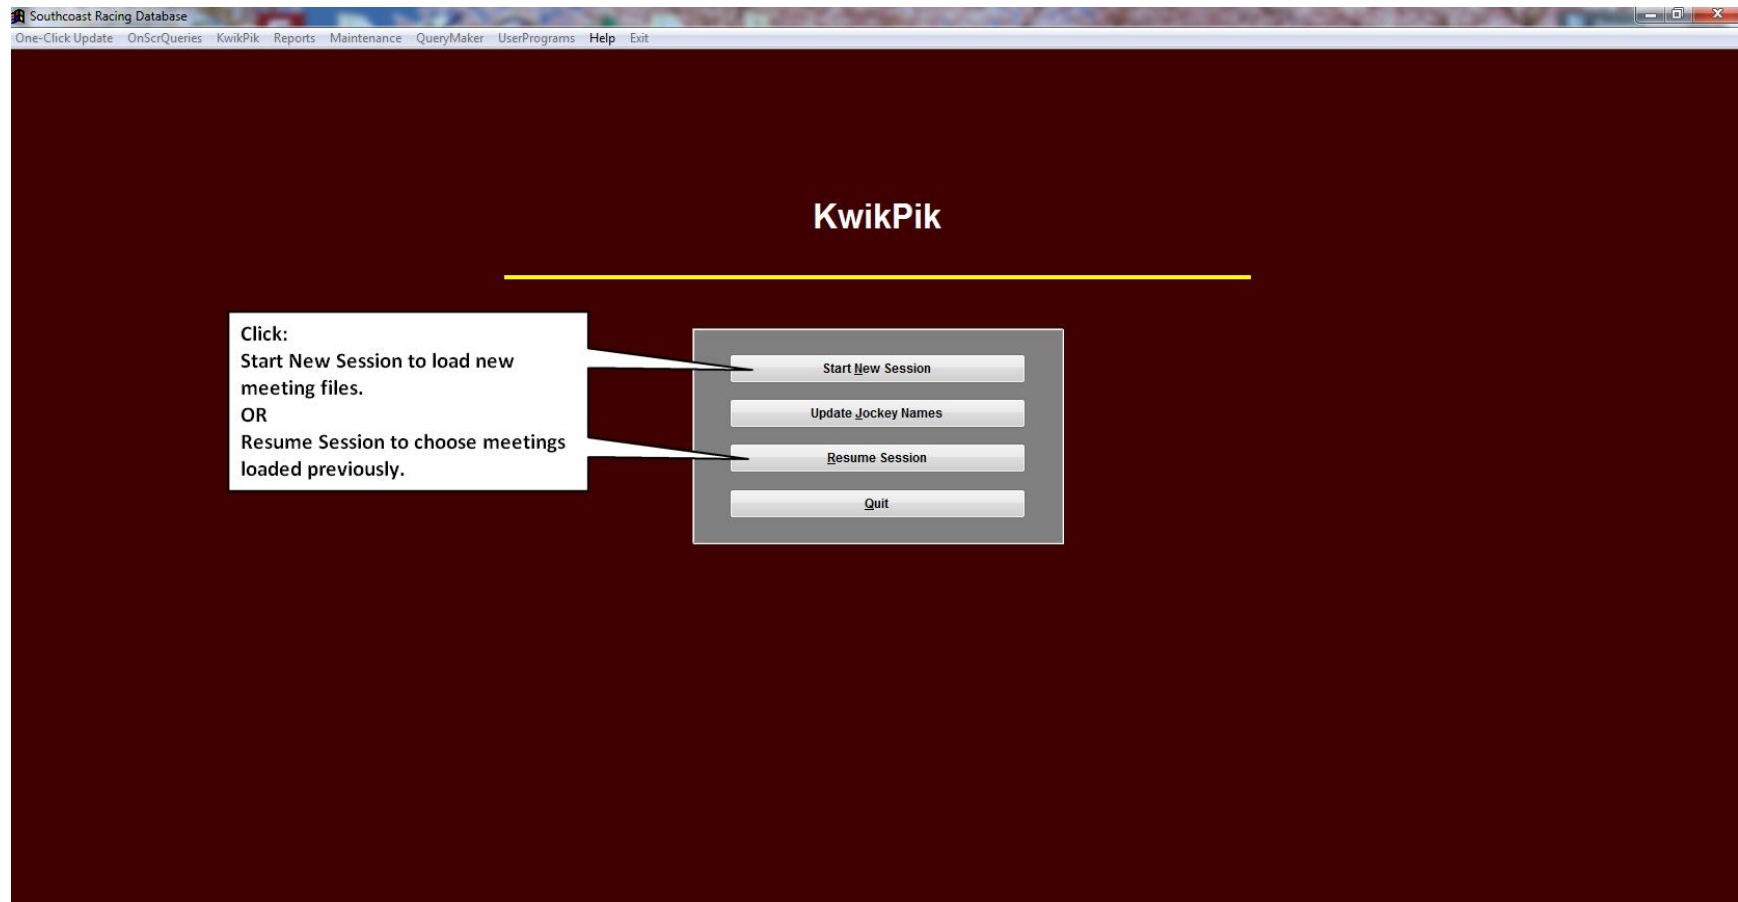 Southcoast Racing Database
One-Click Update OnScrQueries KwikPik Reports Maintenance QueryMaker UserPrograms Help Exit
KwikPik
Click:
Start New Session to load new
meeting files.
OR
Resume Session to choose meetings
loaded previously.
Start New Session
Update Jockey Names
Resume Session
Quit